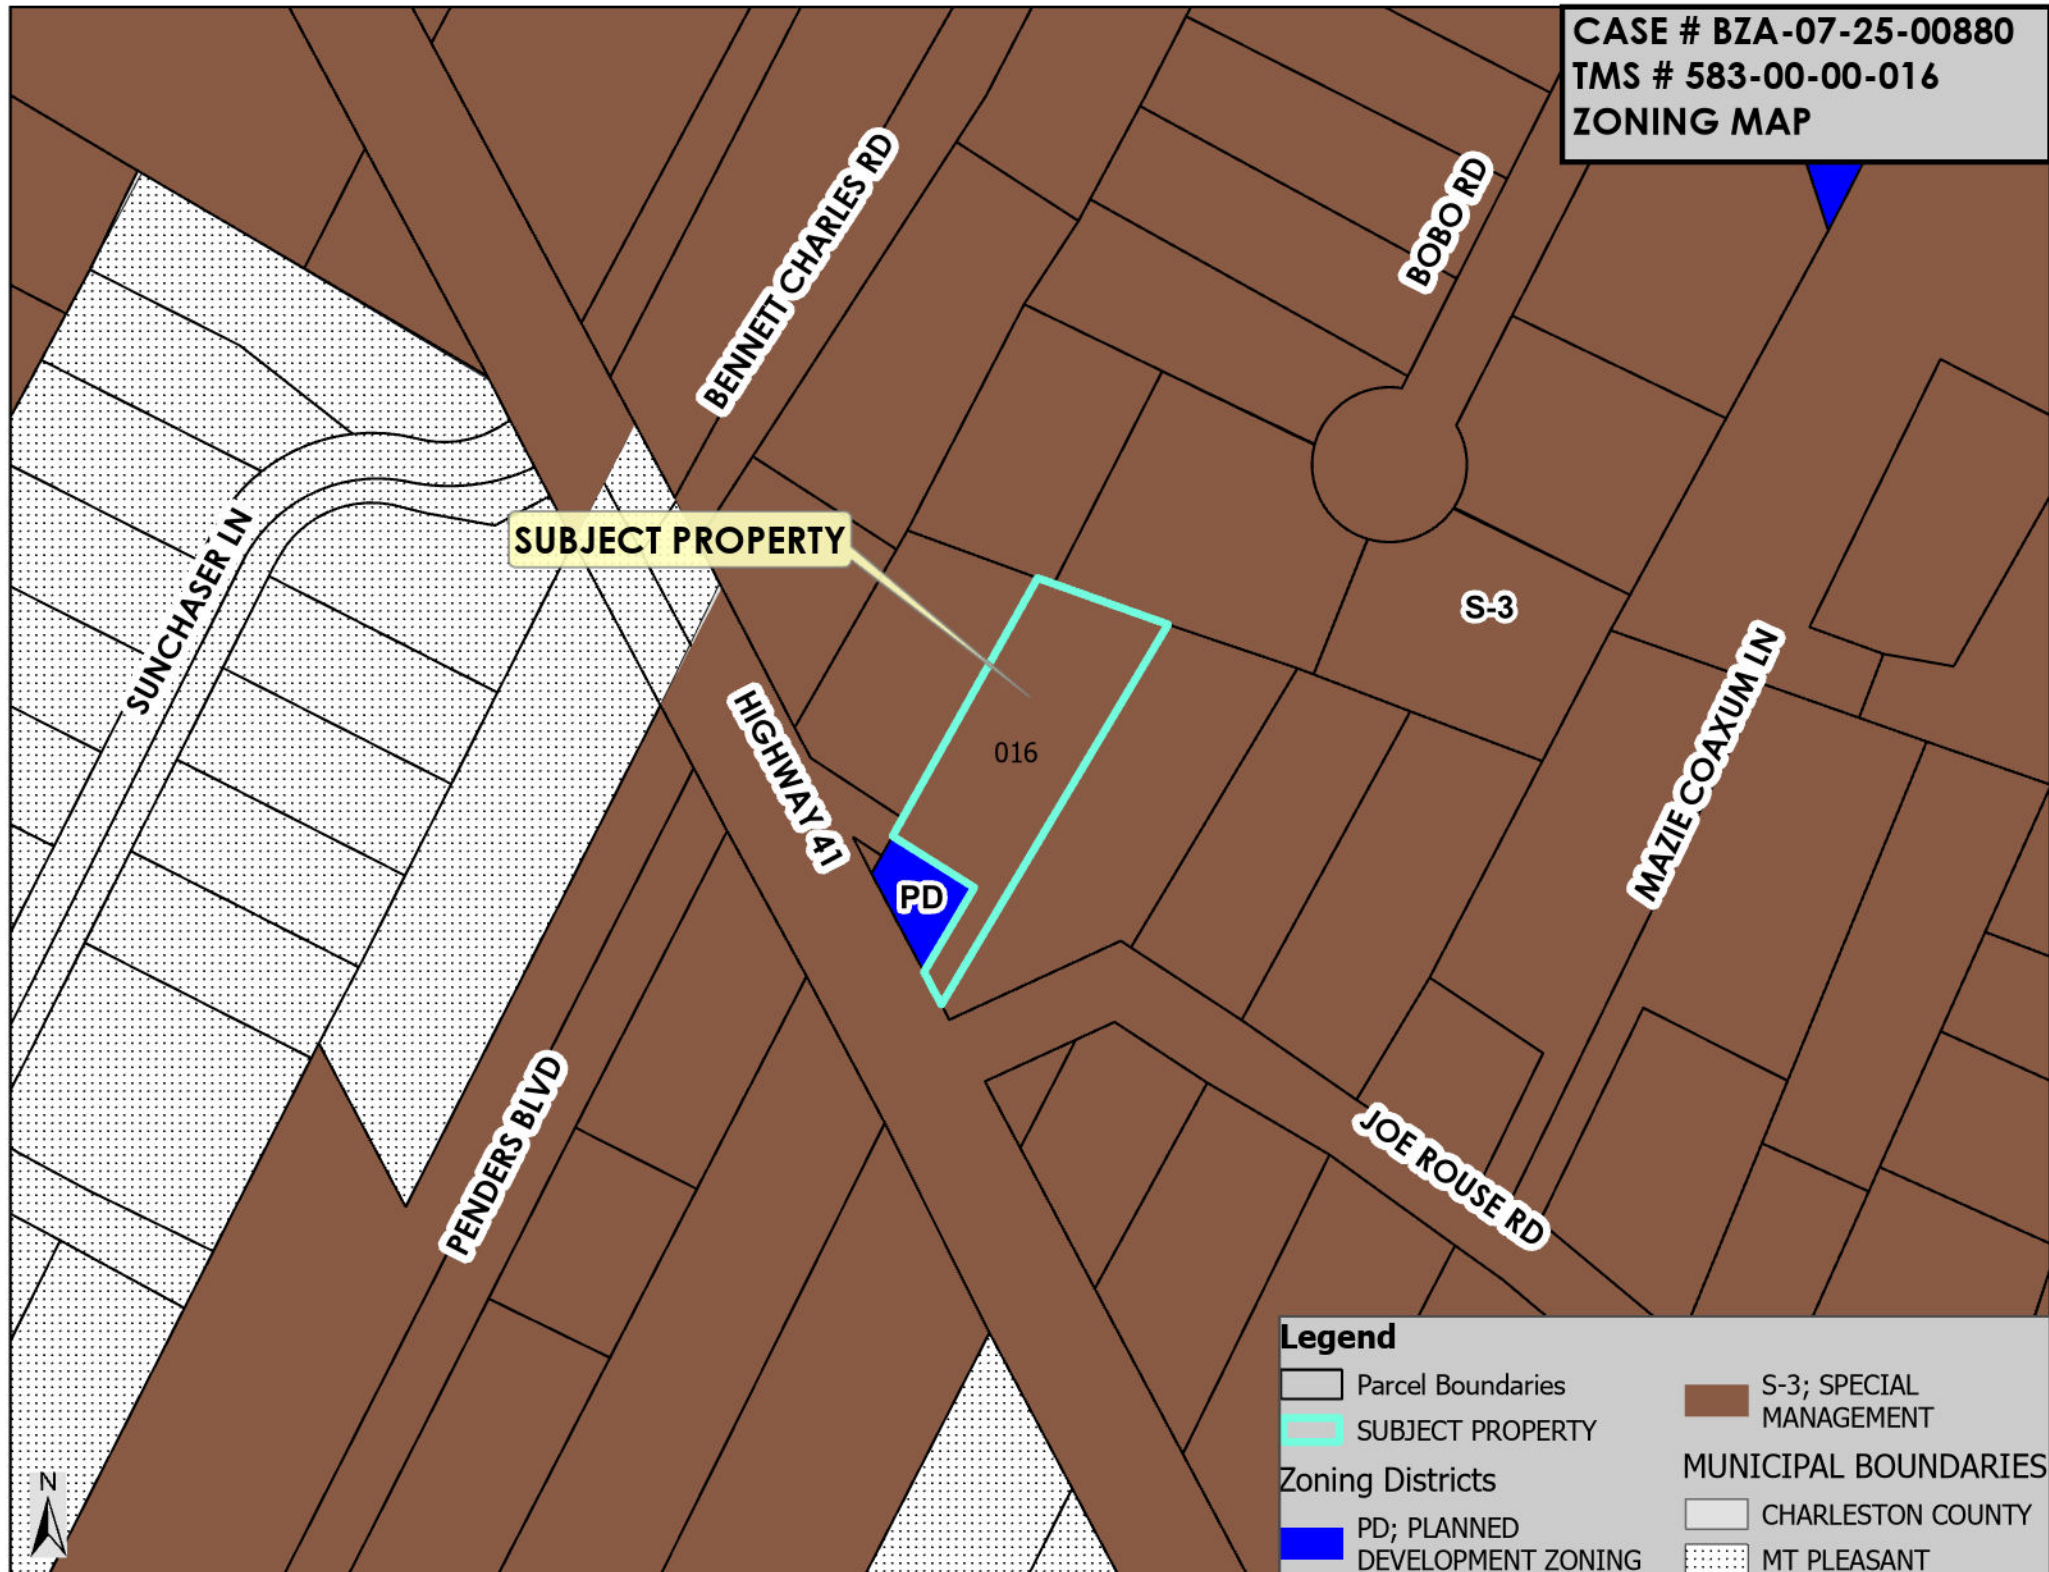 CASE # BZA-07-25-00880
TMS # 583-00-00-016
ZONING MAP
BENNETT CHARLES RD
BOBO RD
SUBJECT PROPERTY
SUNCHASER LN
S-3
HIGHWAY 41
016
MAZIE COAXUM LN
PD
PENDERS BLVD
JOE ROUSE RD
N
Legend
Parcel Boundaries
SUBJECT PROPERTY
Zoning Districts
PD; PLANNED
DEVELOPMENT ZONING
S-3; SPECIAL
MANAGEMENT
MUNICIPAL BOUNDARIES
CHARLESTON COUNTY
MT PLEASANT